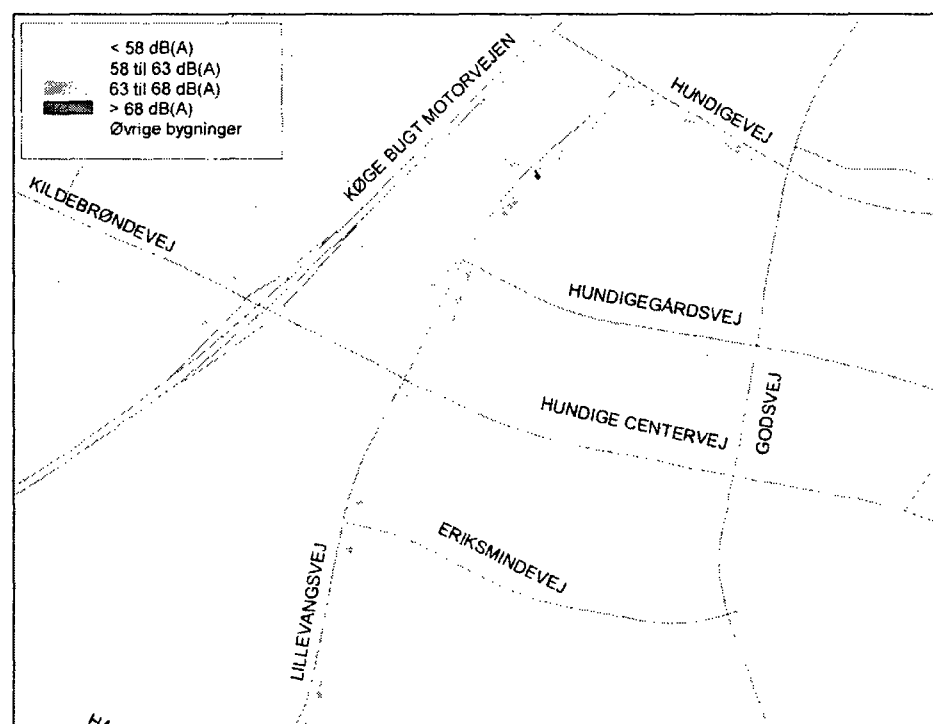 < 58 dB(A)
58 til 63 dB(A)
63 til 68 dB(A)
> 68 dB(A)
Øvrige bygninger
KØGE BUGT MOTORVEJEN
HUNDIGEVEJ
KILDEBRØNDEVEJ
HUNDIGEGÅRDSVEJ
HUNDIGE CENTERVEJ
GODSVEJ
ERIKSMINDEVEJ
LILLEVANGSVEJ